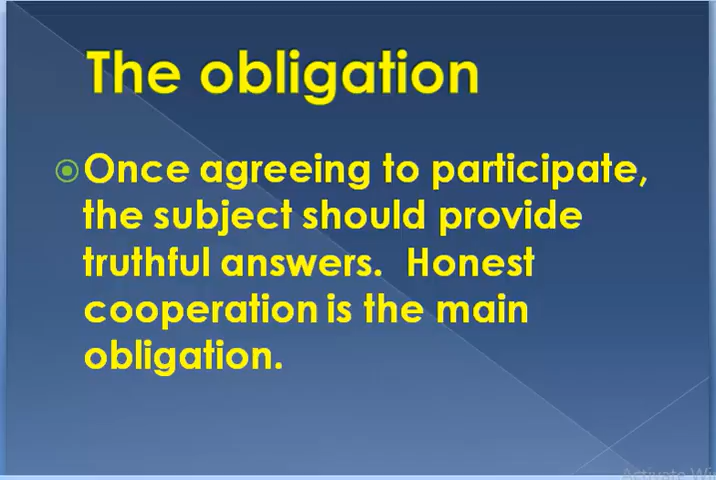 The obligation
Once agreeing to participate,
the subject should provide
truthful answers.  Honest
cooperation is the main
obligation.